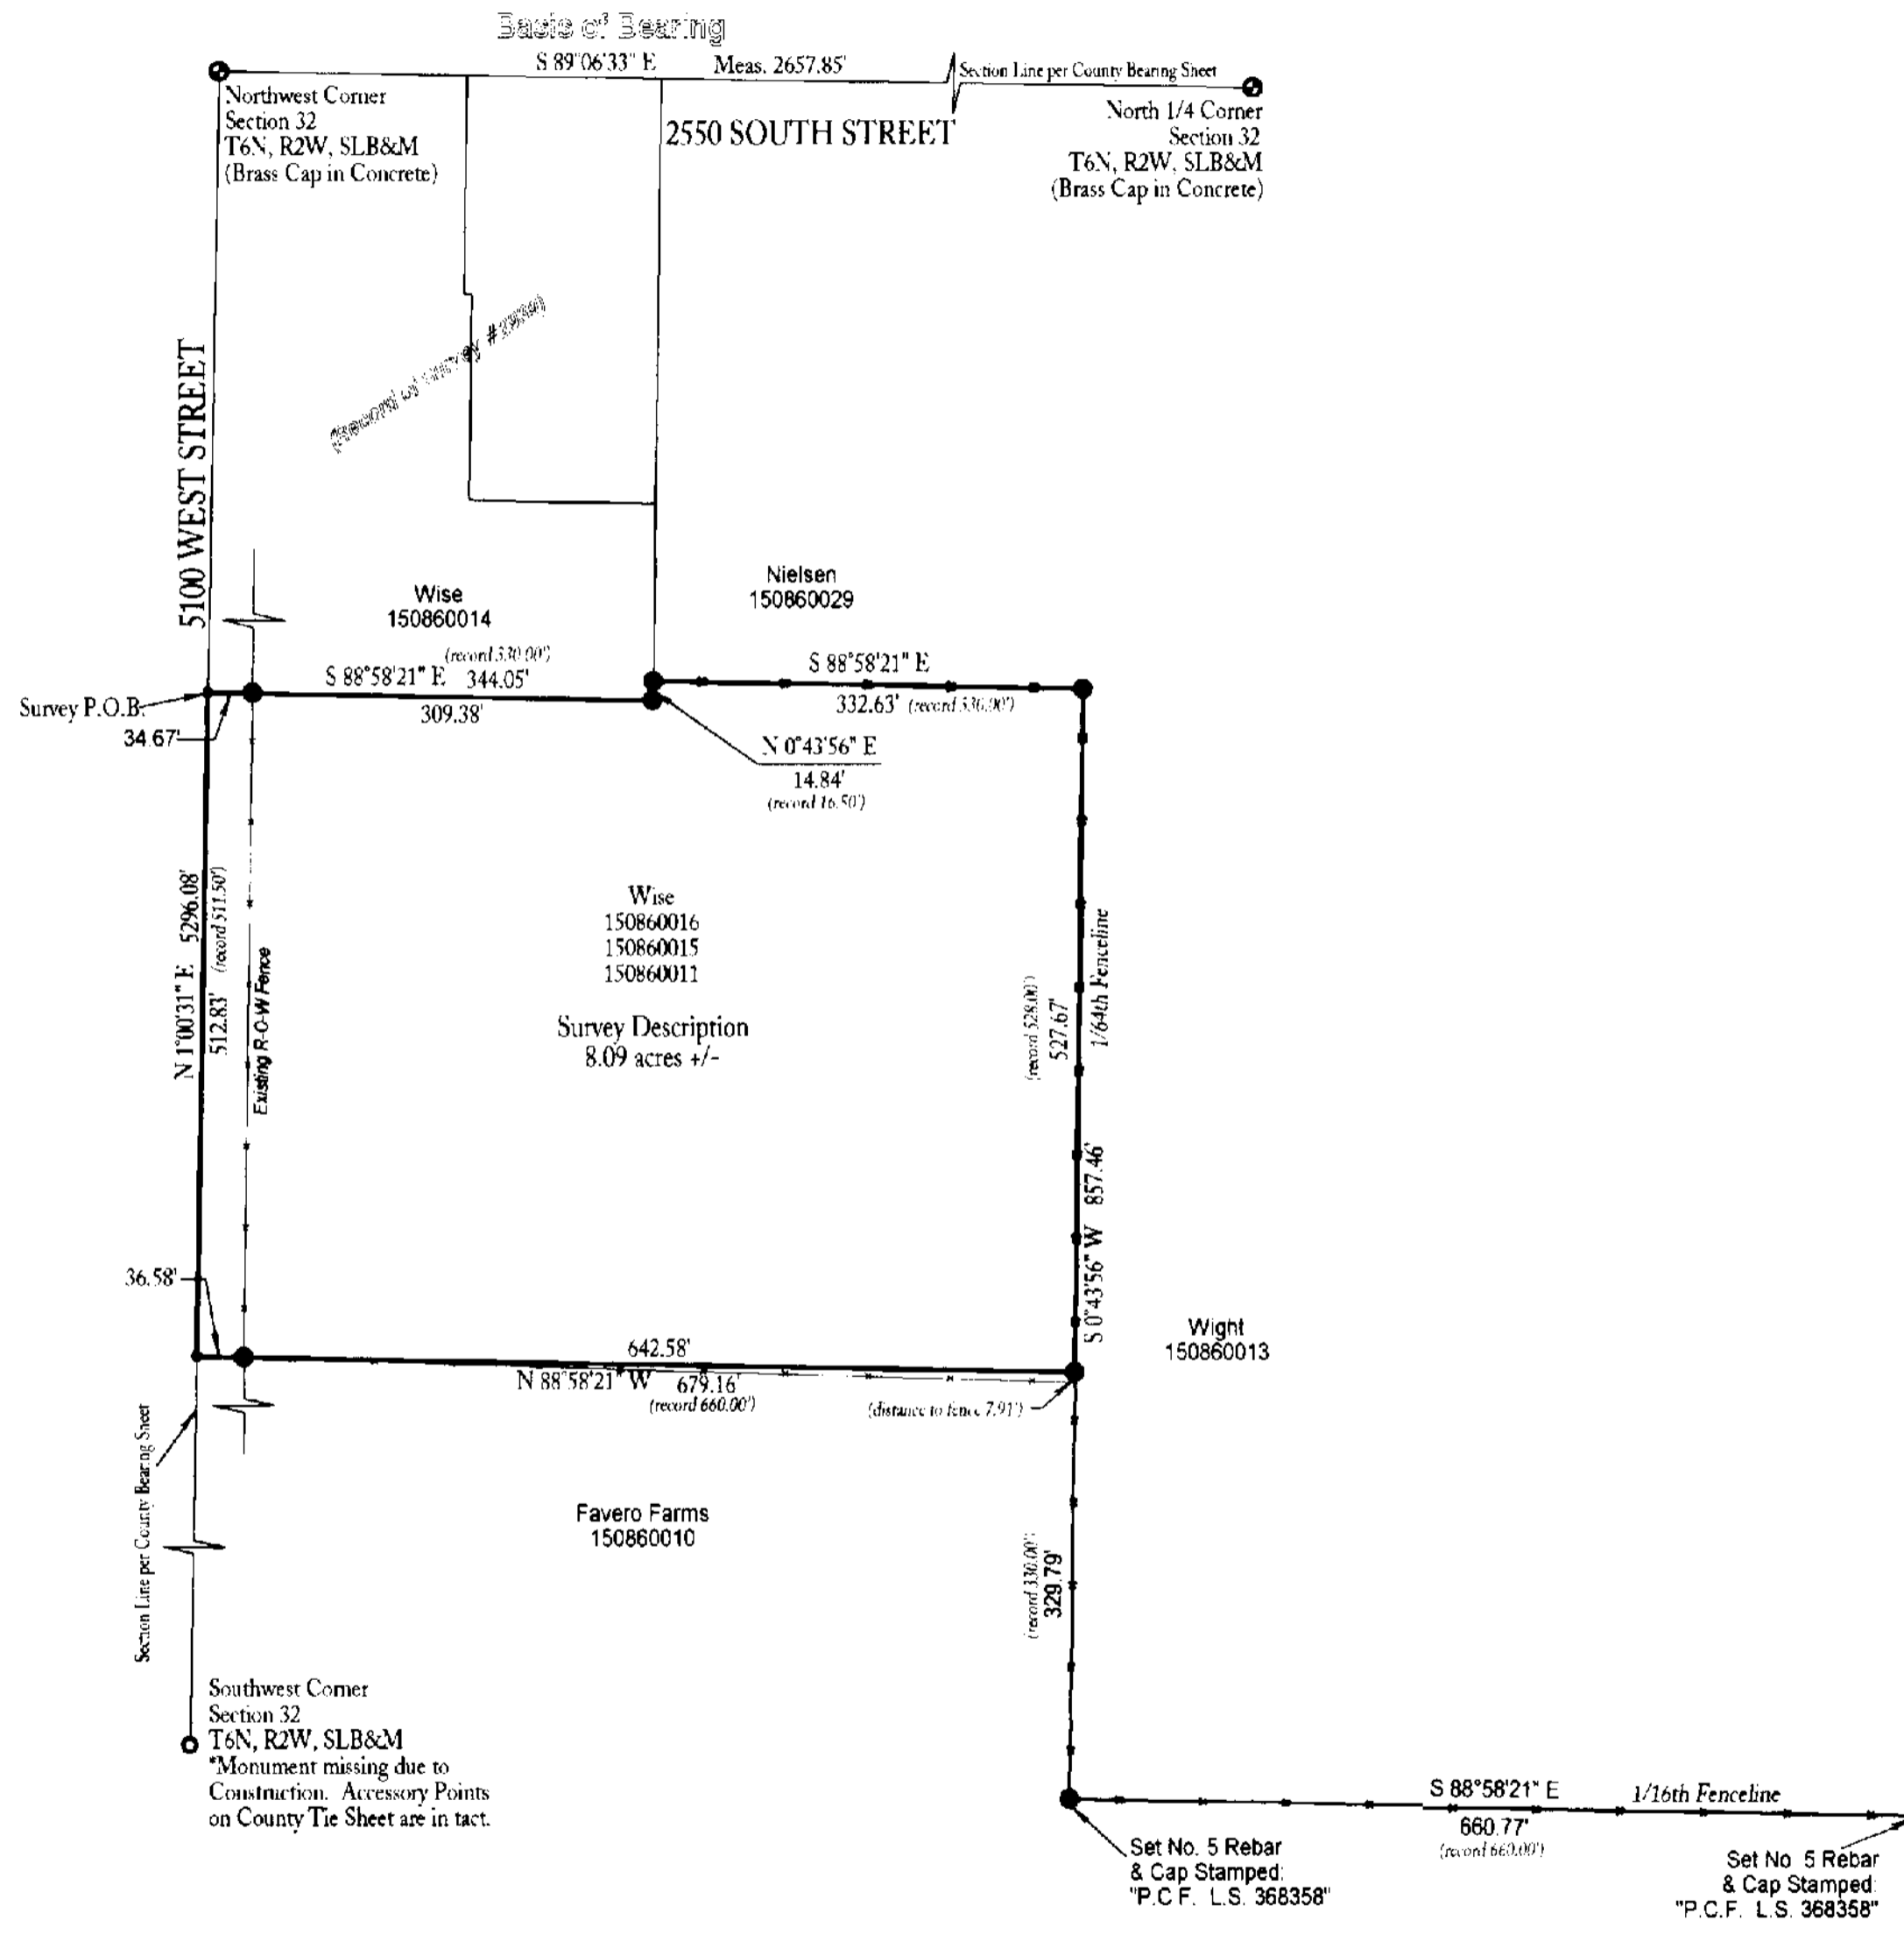 Basis of Bearing
S 89°06'33" E Meas. 2657.85'
Section Line per County Bearing Sheet
Northwest Corner
Section 32
T6N, R2W, SLB&M
(Brass Cap in Concrete)
2550 SOUTH STREET
North 1/4 Corner
Section 32
T6N, R2W, SLB&M
(Brass Cap in Concrete)
5100 WEST STREET
(Record of Survey
Wise
150860014
Nielsen
150860029
(record 330.00')
S 88°58'21" E 344.05'
309.38'
S 88°58'21" E
332.63' (record 330.00')
Survey P.O.B.
34.67'
N 0°43'56" E
14.84'
(record 16.50')
N 1°00'31" E 5296.08'
512.83' (record 511.50')
Existing R-O-W Fence
Wise
150860016
150860015
150860011
Survey Description
8.09 acres +/-
(record 528.00')
527.67'
1/64th Fenceline
S 0°43'56" W 857.46'
36.58'
642.58'
N 88°58'21" W 679.16'
(record 660.00')
(distance to fence 7.91')
Wight
150860013
Section Line per County Bearing Sheet
Favero Farms
150860010
(record 330.00')
329.79'
Southwest Corner
Section 32
T6N, R2W, SLB&M
*Monument missing due to
Construction. Accessory Points
on County Tie Sheet are in tact.
S 88°58'21" E 1/16th Fenceline
660.77'
(record 660.00')
Set No. 5 Rebar
& Cap Stamped:
"P.C.F. L.S. 368358"
Set No 5 Rebar
& Cap Stamped:
"P.C.F. L.S. 368358"